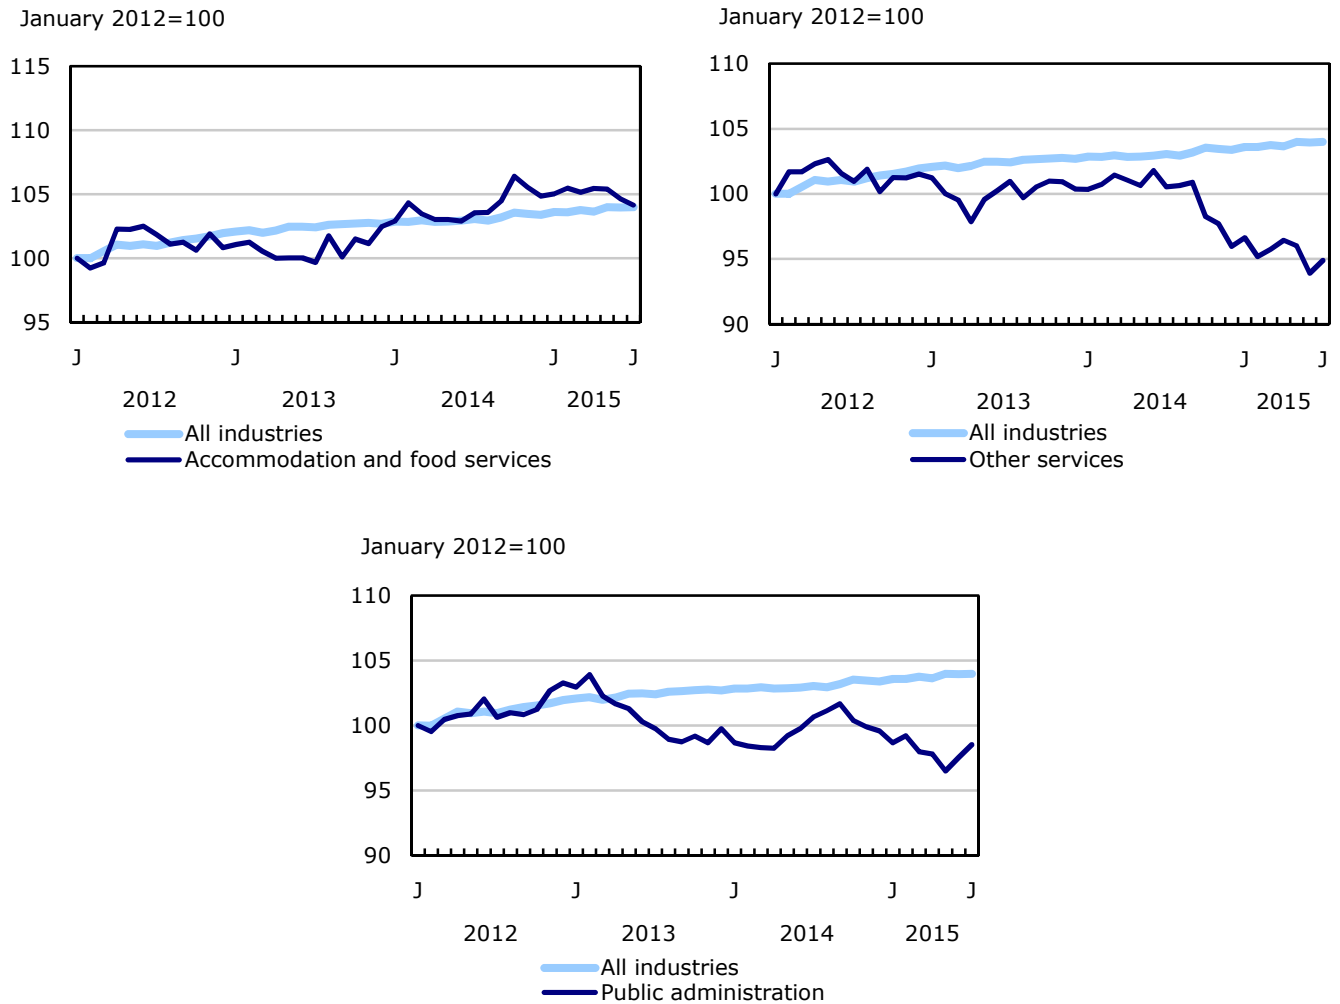 January 2012=100
115
110
105
100
95
J J J J J
2012 2013 2014 2015
All industries
Accommodation and food services
January 2012=100
110
105
100
95
90
J J J J J
2012 2013 2014 2015
All industries
Other services
January 2012=100
110
105
100
95
90
J J J J J
2012 2013 2014 2015
All industries
Public administration